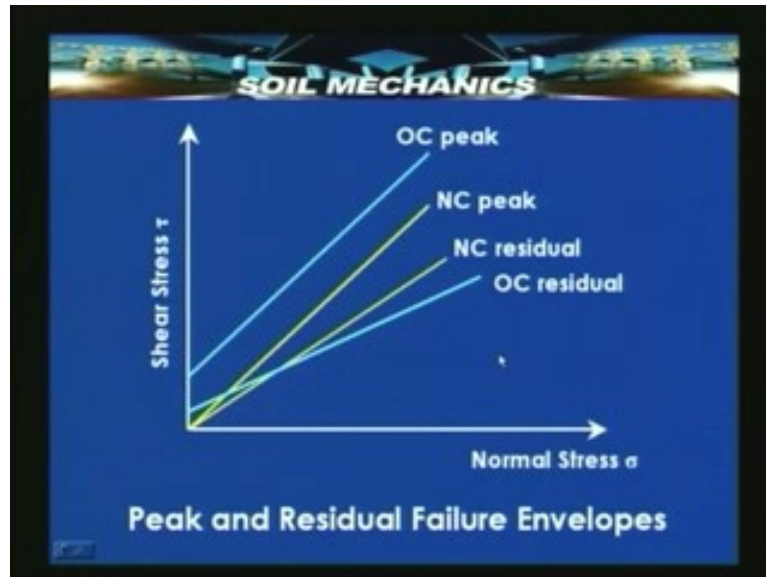 SOIL MECHANICS
OC peak
NC peak
NC residual
OC residual
Shear Stress τ
Normal Stress σ
Peak and Residual Failure Envelopes